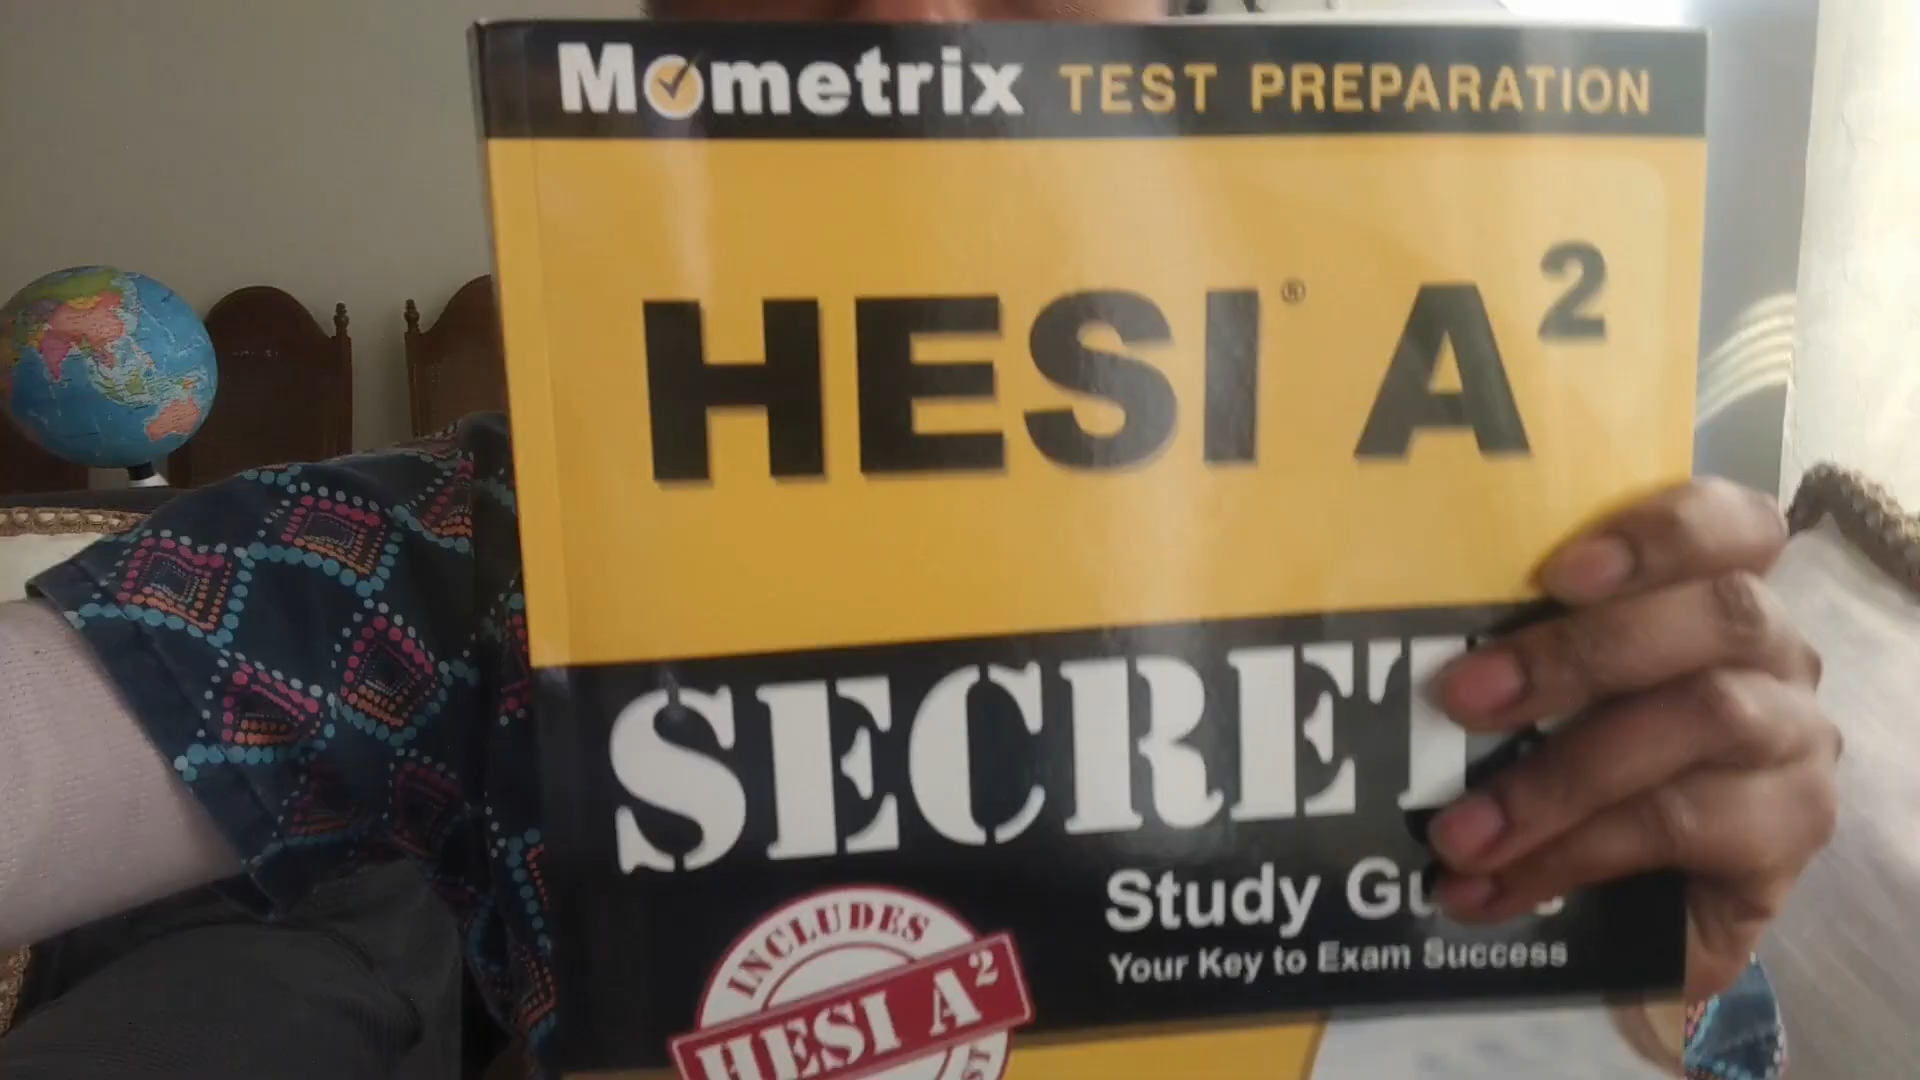 Mometrix TEST PREPARATION
HESI® A²
SECRET
Study Gu
Your Key to Exam Success
INCLUDES
HESI A²